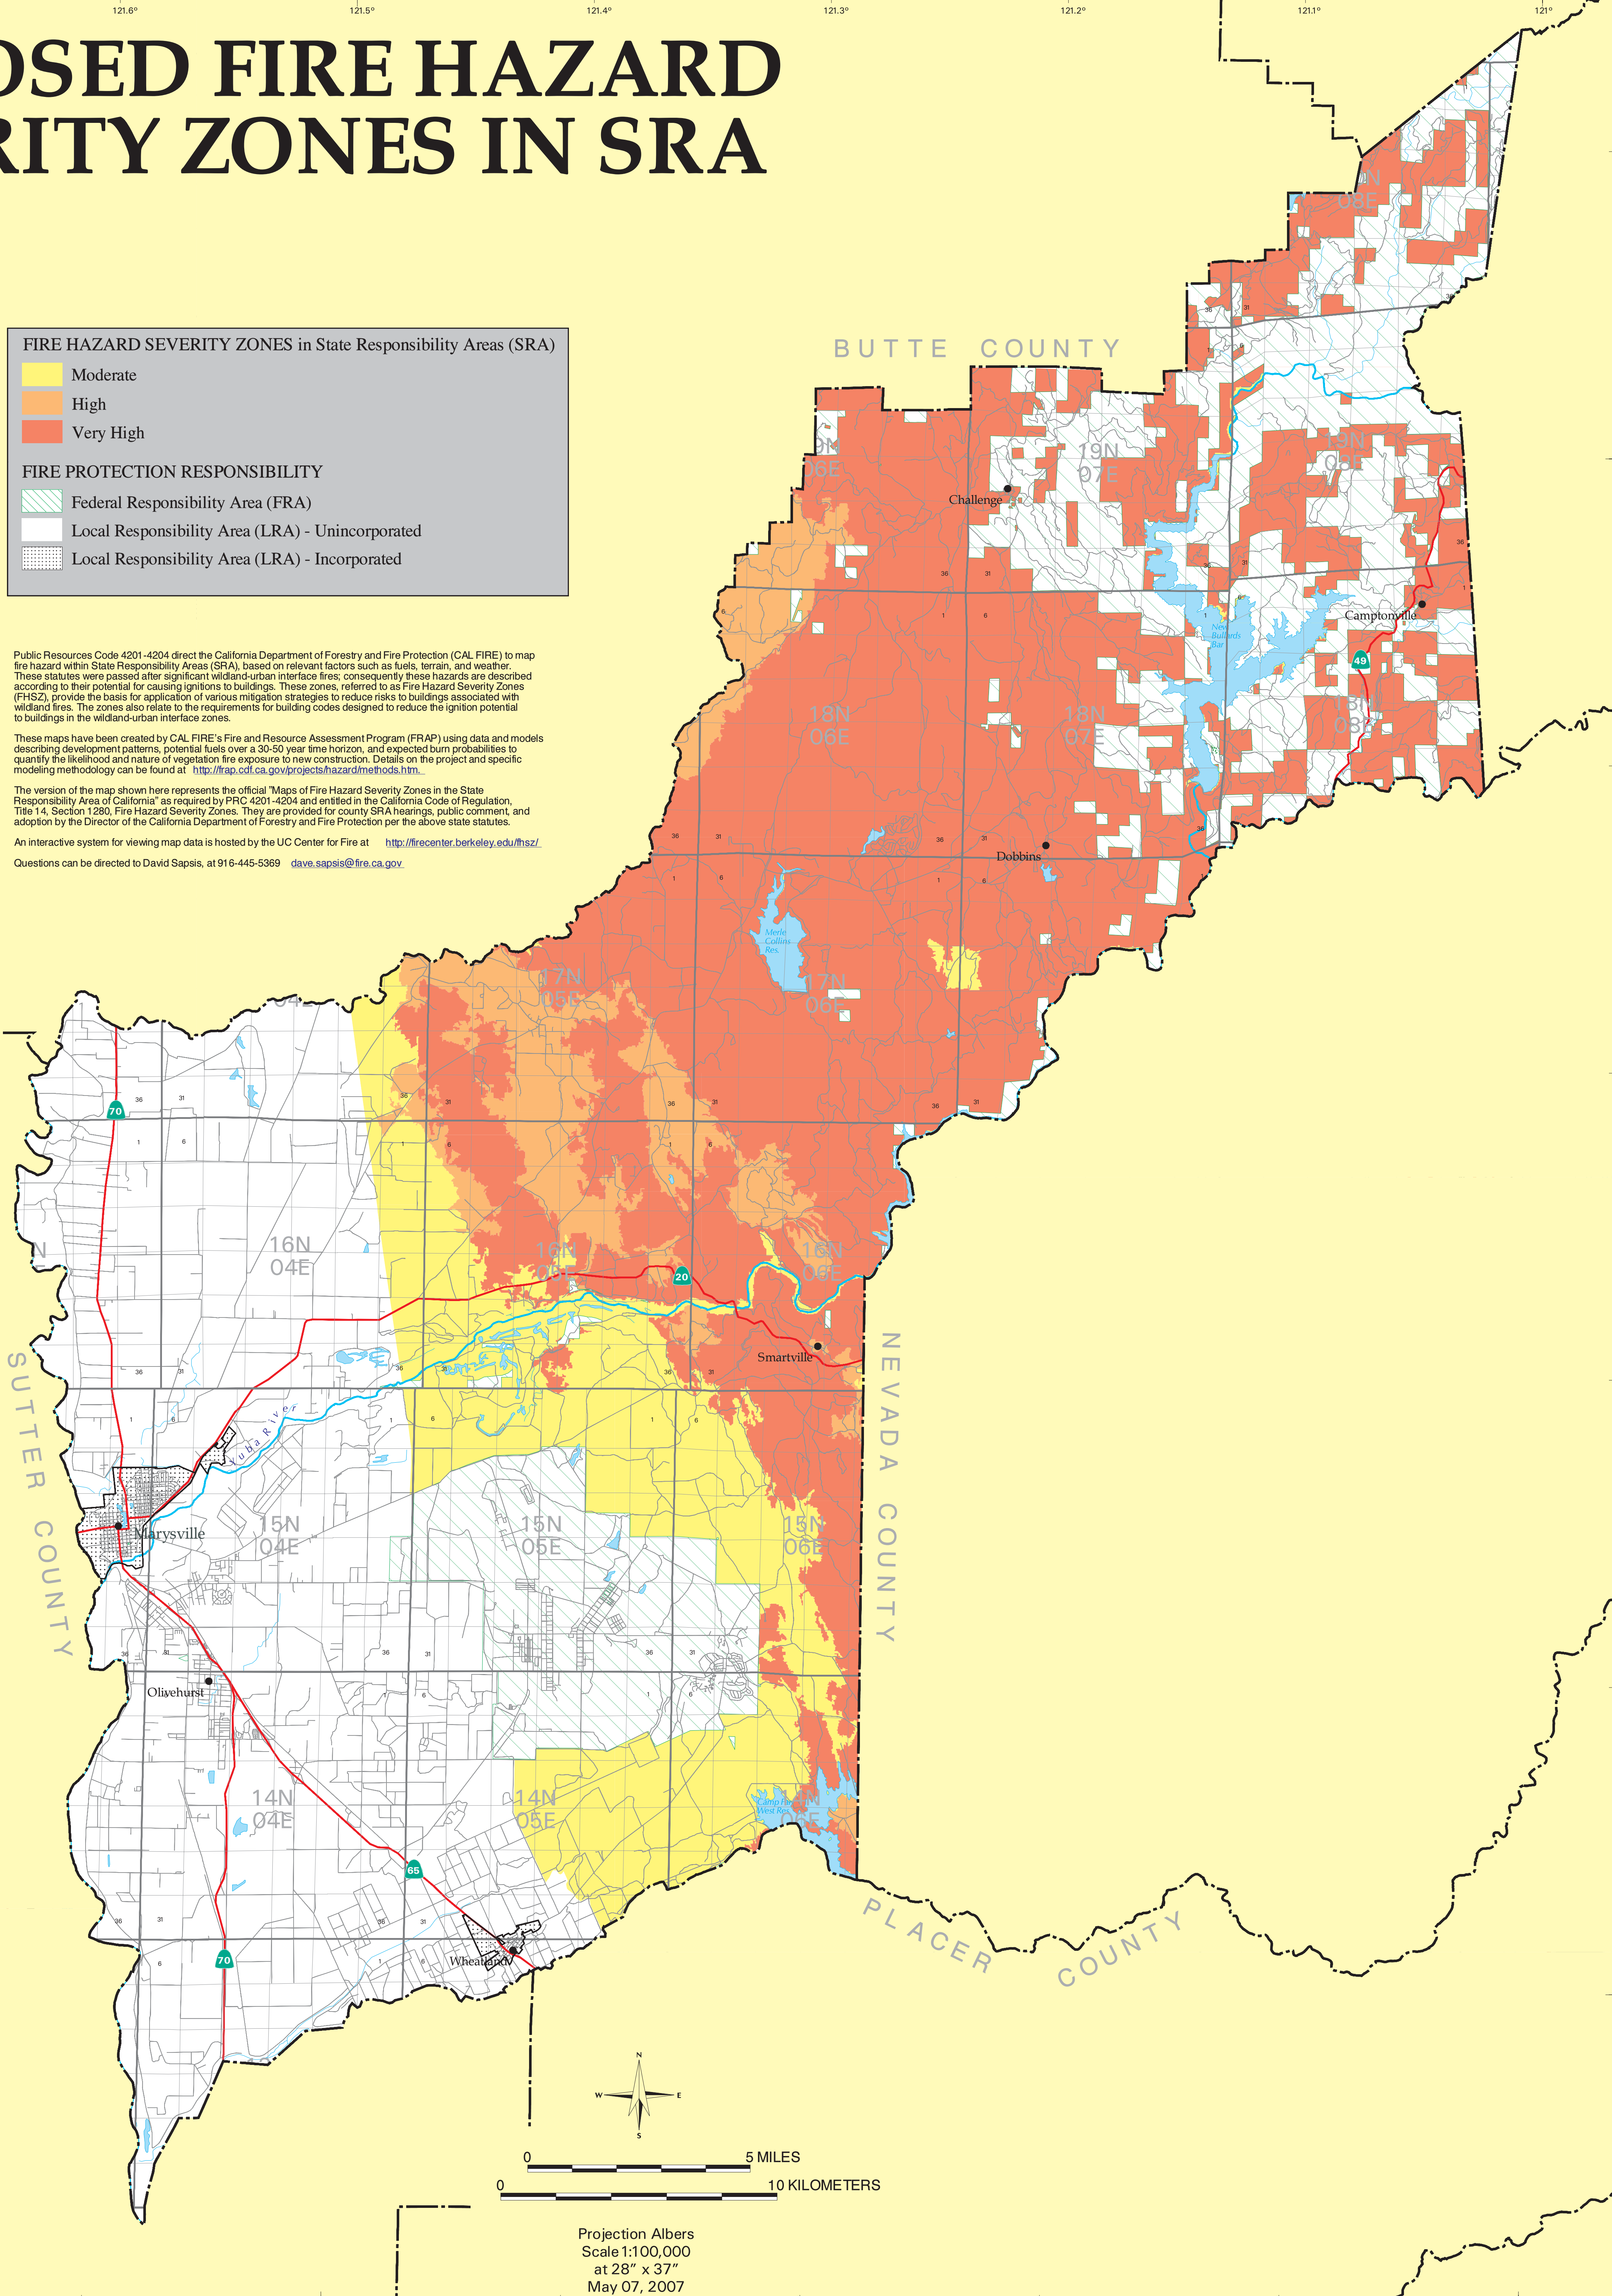 121.6° 121.5° 121.4° 121.3° 121.2° 121.1° 121°
OSED FIRE HAZARD
RITY ZONES IN SRA
FIRE HAZARD SEVERITY ZONES in State Responsibility Areas (SRA)
Moderate
High
Very High
FIRE PROTECTION RESPONSIBILITY
Federal Responsibility Area (FRA)
Local Responsibility Area (LRA) - Unincorporated
Local Responsibility Area (LRA) - Incorporated
Public Resources Code 4201-4204 direct the California Department of Forestry and Fire Protection (CAL FIRE) to map
fire hazard within State Responsibility Areas (SRA), based on relevant factors such as fuels, terrain, and weather.
These statutes were passed after significant wildland-urban interface fires; consequently these hazards are described
according to their potential for causing ignitions to buildings. These zones, referred to as Fire Hazard Severity Zones
(FHSZ), provide the basis for application of various mitigation strategies to reduce risks to buildings associated with
wildland fires. The zones also relate to the requirements for building codes designed to reduce the ignition potential
to buildings in the wildland-urban interface zones.
These maps have been created by CAL FIRE's Fire and Resource Assessment Program (FRAP) using data and models
describing development patterns, potential fuels over a 30-50 year time horizon, and expected burn probabilities to
quantify the likelihood and nature of vegetation fire exposure to new construction. Details on the project and specific
modeling methodology can be found at http://frap.cdf.ca.gov/projects/hazard/methods.htm.
The version of the map shown here represents the official "Maps of Fire Hazard Severity Zones in the State
Responsibility Area of California" as required by PRC 4201-4204 and entitled in the California Code of Regulation,
Title 14, Section 1280, Fire Hazard Severity Zones. They are provided for county SRA hearings, public comment, and
adoption by the Director of the California Department of Forestry and Fire Protection per the above state statutes.
An interactive system for viewing map data is hosted by the UC Center for Fire at http://firecenter.berkeley.edu/fhsz/
Questions can be directed to David Sapsis, at 916-445-5369 dave.sapsis@fire.ca.gov
BUTTE COUNTY
08E
19N
07E
19N
08E
06E
Challenge
Camptonville
New
Bullards
Bar
49
18N
06E
18N
07E
18N
08E
Dobbins
Merle
Collins
Res.
17N
05E
17N
06E
70
16N
04E
16N
05E
16N
06E
20
Smartville
SUTTER COUNTY
NEVADA COUNTY
Yuba River
Marysville
15N
04E
15N
05E
15N
06E
Olivehurst
14N
04E
14N
05E
14N
06E
Camp Far
West Res.
65
70
Wheatland
PLACER COUNTY
N
W E
S
0 5 MILES
0 10 KILOMETERS
Projection Albers
Scale 1:100,000
at 28" x 37"
May 07, 2007